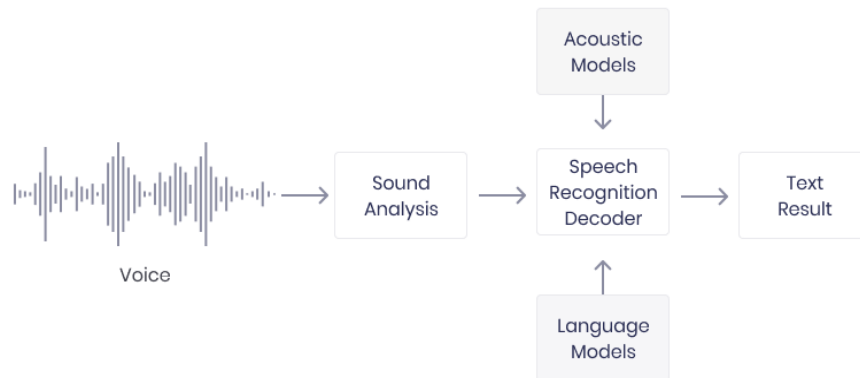 Acoustic
Models
Sound
Analysis
Speech
Recognition
Decoder
Text
Result
Voice
Language
Models